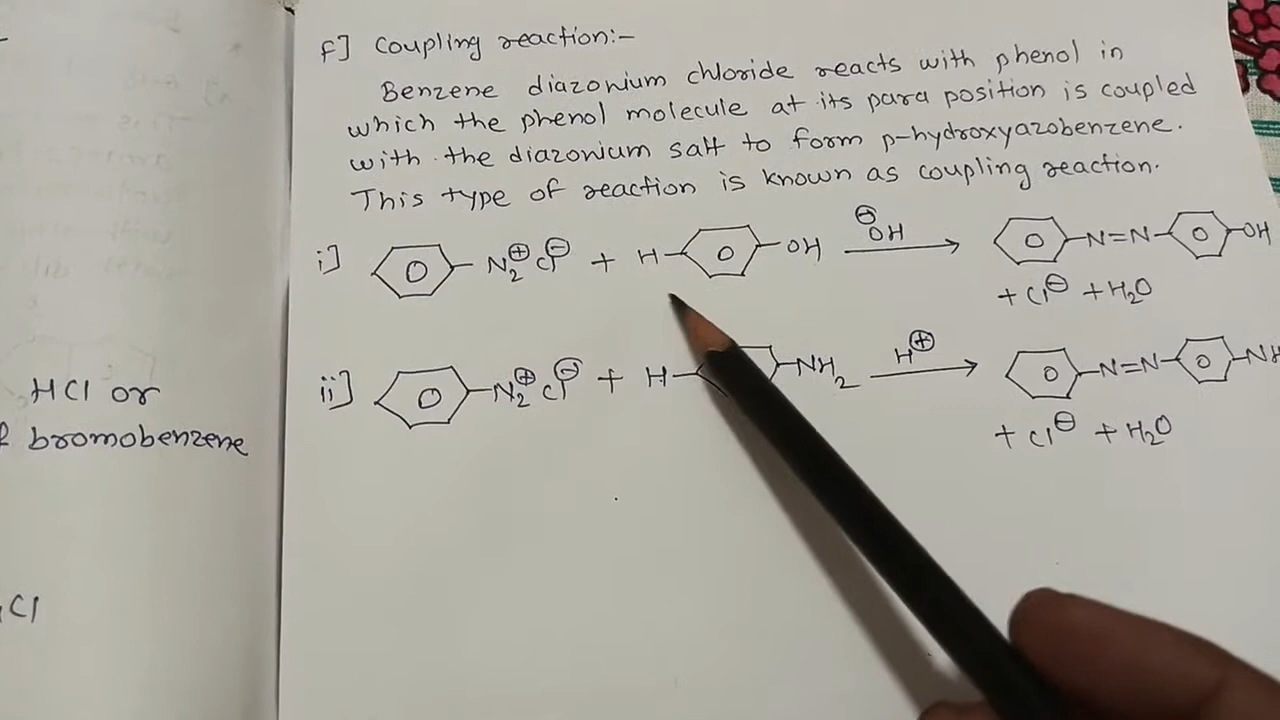 f] Coupling reaction:-
Benzene diazonium chloride reacts with phenol in
which the phenol molecule at its para position is coupled
with the diazonium salt to form p-hydroxyazobenzene.
This type of reaction is known as coupling reaction.
i] N₂⊕ Cl⊖ + H OH ⊖OH N=N OH
+ Cl⊖ + H₂O
ii] N₂⊕ Cl⊖ + H NH₂ H⊕ N=N NH
+ Cl⊖ + H₂O
HCl or
bromobenzene
Cl